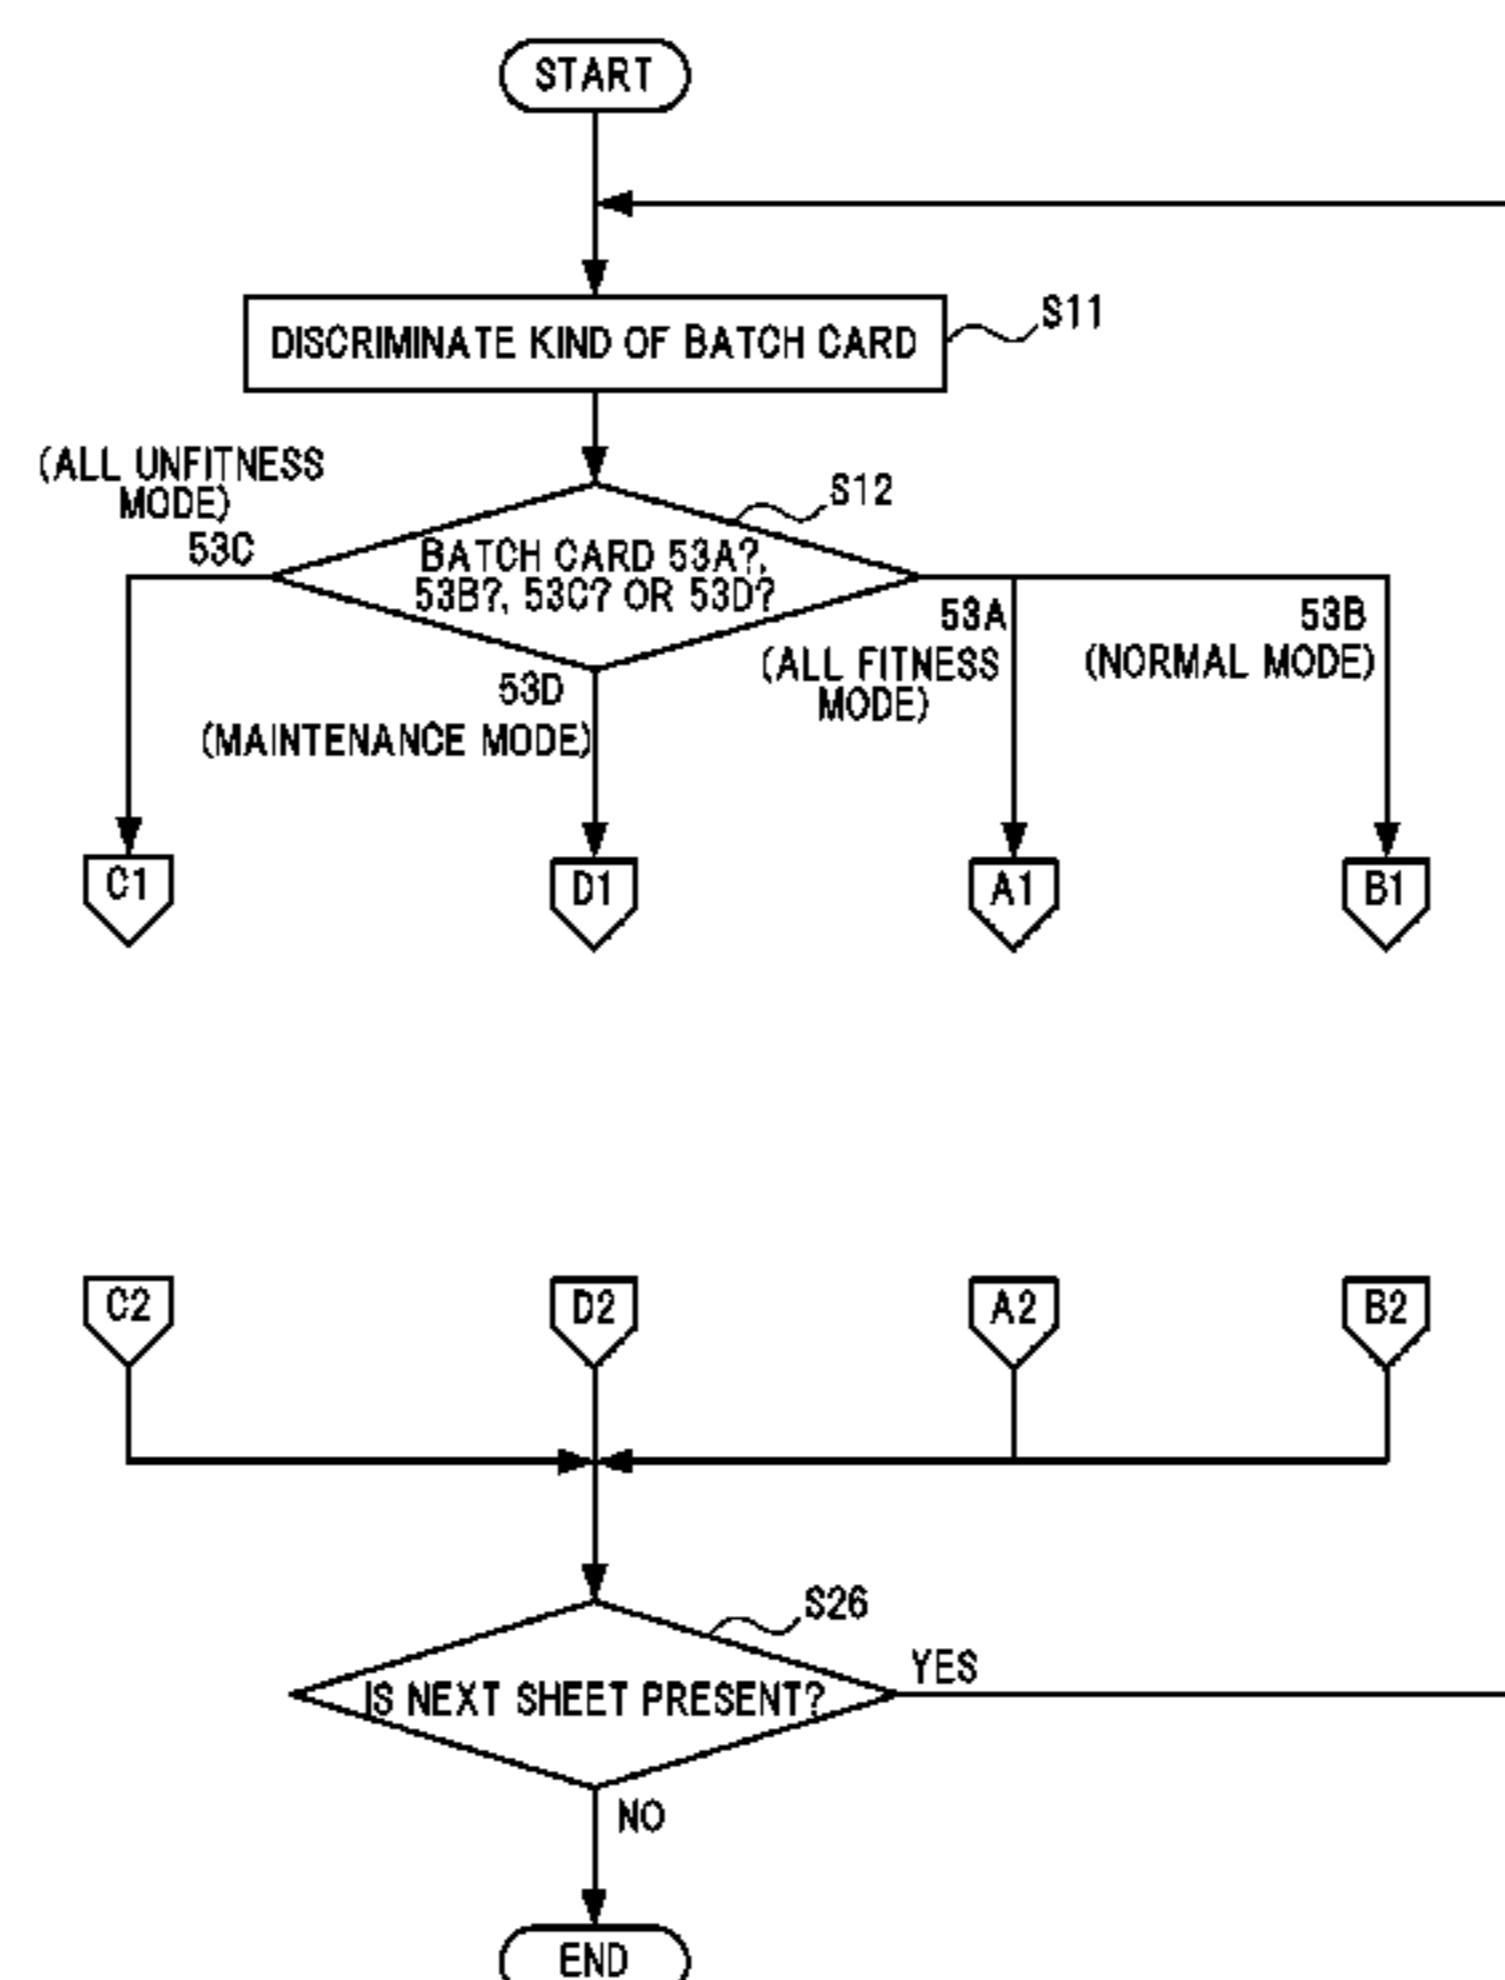 START
DISCRIMINATE KIND OF BATCH CARD
S11
(ALL UNFITNESS
MODE)
53C
S12
BATCH CARD 53A?,
53B?, 53C? OR 53D?
53D
(MAINTENANCE MODE)
53A
(ALL FITNESS
MODE)
53B
(NORMAL MODE)
C1
D1
A1
B1
C2
D2
A2
B2
S26
IS NEXT SHEET PRESENT?
YES
NO
END